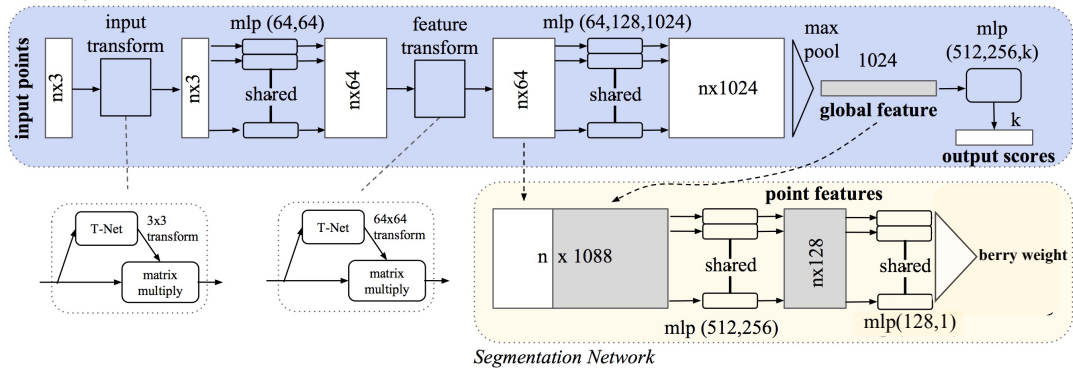 input points
nx3
input
transform
nx3
mlp (64,64)
shared
nx64
feature
transform
nx64
mlp (64,128,1024)
shared
nx1024
max
pool
1024
global feature
mlp
(512,256,k)
k
output scores
T-Net
3x3
transform
matrix
multiply
T-Net
64x64
transform
matrix
multiply
point features
n x 1088
shared
mlp (512,256)
nx128
shared
mlp(128,1)
berry weight
Segmentation Network